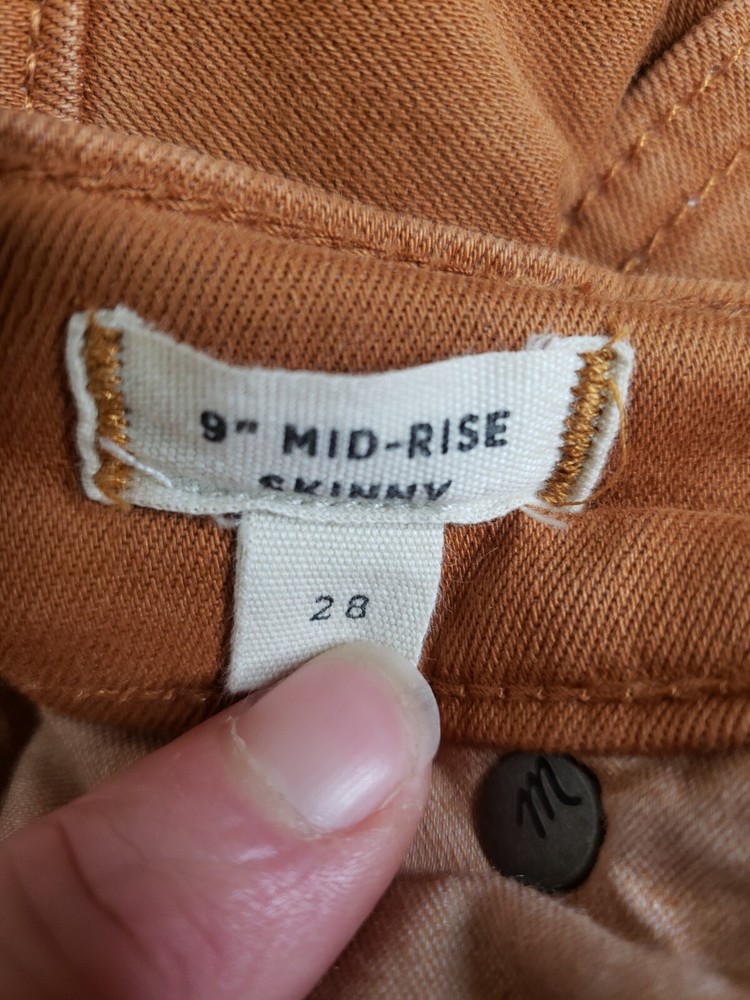 9" MID-RISE
SKINNY
28
m